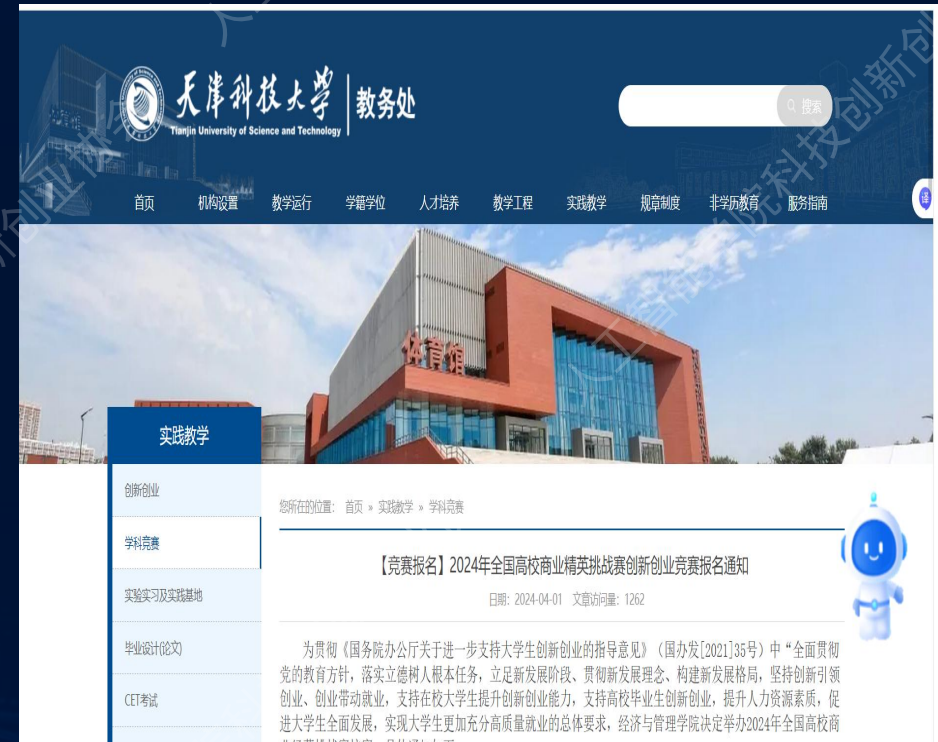 天津科技大学
Tianjin University of Science and Technology
教务处
搜索
首页 机构设置 教学运行 学籍学位 人才培养 教学工程 实践教学 规章制度 非学历教育 服务指南
译
体育馆
实践教学
创新创业
学科竞赛
实验实习及实践基地
毕业设计(论文)
CET考试
您所在的位置: 首页 » 实践教学 » 学科竞赛
【竞赛报名】2024年全国高校商业精英挑战赛创新创业竞赛报名通知
日期: 2024-04-01 文章访问量: 1262
为贯彻《国务院办公厅关于进一步支持大学生创新创业的指导意见》（国办发[2021]35号）中“全面贯彻
党的教育方针，落实立德树人根本任务，立足新发展阶段、贯彻新发展理念、构建新发展格局，坚持创新引领
创业、创业带动就业，支持在校大学生提升创新创业能力，支持高校毕业生创新创业，提升人力资源素质，促
进大学生全面发展，实现大学生更加充分高质量就业的总体要求，经济与管理学院决定举办2024年全国高校商